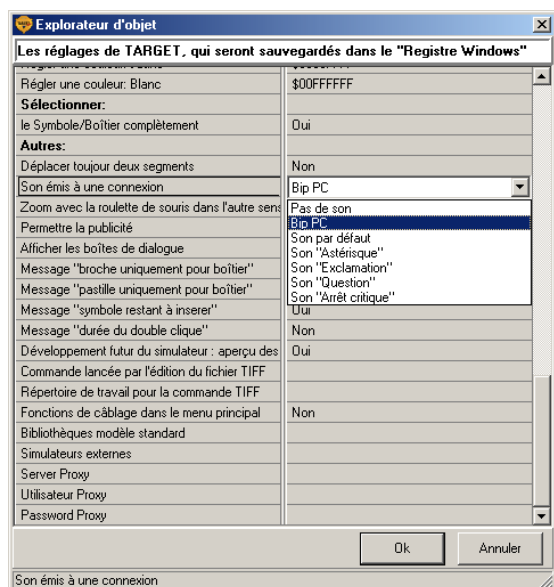 Explorateur d'objet
Les réglages de TARGET, qui seront sauvegardés dans le "Registre Windows"
Régler une couleur: Blanc $00FFFFFF
Sélectionner:
le Symbole/Boîtier complètement Oui
Autres:
Déplacer toujour deux segments Non
Son émis à une connexion Bip PC
Zoom avec la roulette de souris dans l'autre sens Pas de son
Bip PC
Permettre la publicité Son par défaut
Afficher les boîtes de dialogue Son "Astérisque"
Message "broche uniquement pour boîtier" Son "Exclamation"
Message "pastille uniquement pour boîtier" Son "Question"
Son "Arrêt critique"
Message "symbole restant à inserer" Oui
Message "durée du double clique" Non
Développement futur du simulateur : aperçu des Oui
Commande lancée par l'édition du fichier TIFF
Répertoire de travail pour la commande TIFF
Fonctions de câblage dans le menu principal Non
Bibliothèques modèle standard
Simulateurs externes
Server Proxy
Utilisateur Proxy
Password Proxy
Ok Annuler
Son émis à une connexion